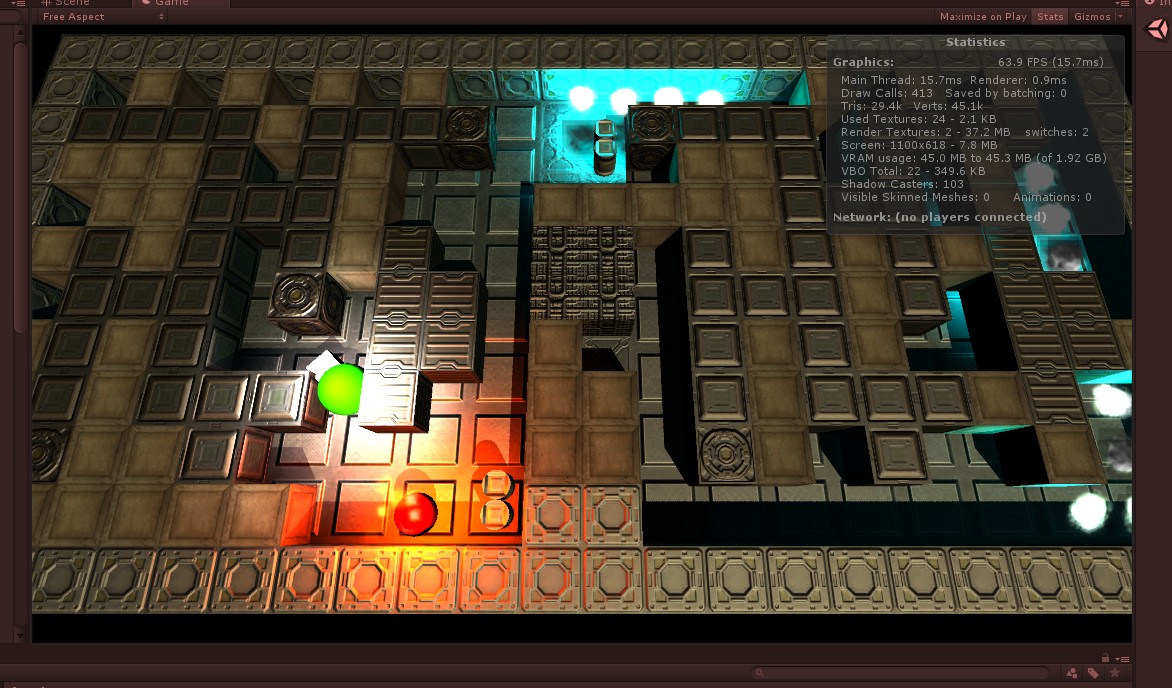 Scene Game
Free Aspect Maximize on Play Stats Gizmos
Statistics
Graphics: 63.9 FPS (15.7ms)
Main Thread: 15.7ms Renderer: 0.9ms
Draw Calls: 413 Saved by batching: 0
Tris: 29.4k Verts: 45.1k
Used Textures: 24 - 2.1 KB
Render Textures: 2 - 37.2 MB switches: 2
Screen: 1100x618 - 7.8 MB
VRAM usage: 45.0 MB to 45.3 MB (of 1.92 GB)
VBO Total: 22 - 349.6 KB
Shadow Casters: 103
Visible Skinned Meshes: 0 Animations: 0
Network: (no players connected)